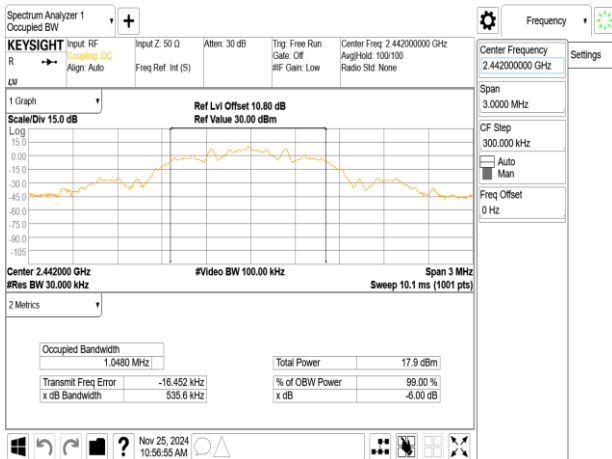 Spectrum Analyzer 1
Occupied BW
Frequency
KEYSIGHT
R
LXI
Input: RF
Coupling: DC
Align: Auto
Input Z: 50 Ω
Freq Ref: Int (S)
Atten: 30 dB
Trig: Free Run
Gate: Off
#IF Gain: Low
Center Freq: 2.442000000 GHz
Avg|Hold: 100/100
Radio Std: None
1 Graph
Scale/Div 15.0 dB
Ref Lvl Offset 10.80 dB
Ref Value 30.00 dBm
Log
15.0
0.00
-15.0
-30.0
-45.0
-60.0
-75.0
-90.0
-105
Center 2.442000 GHz
#Res BW 30.000 kHz
#Video BW 100.00 kHz
Span 3 MHz
Sweep 10.1 ms (1001 pts)
2 Metrics
Occupied Bandwidth
1.0480 MHz
Total Power 17.9 dBm
Transmit Freq Error -16.452 kHz
% of OBW Power 99.00 %
x dB Bandwidth 535.6 kHz
x dB -6.00 dB
?
Nov 25, 2024
10:56:55 AM
Center Frequency
2.442000000 GHz
Settings
Span
3.0000 MHz
CF Step
300.000 kHz
Auto
Man
Freq Offset
0 Hz